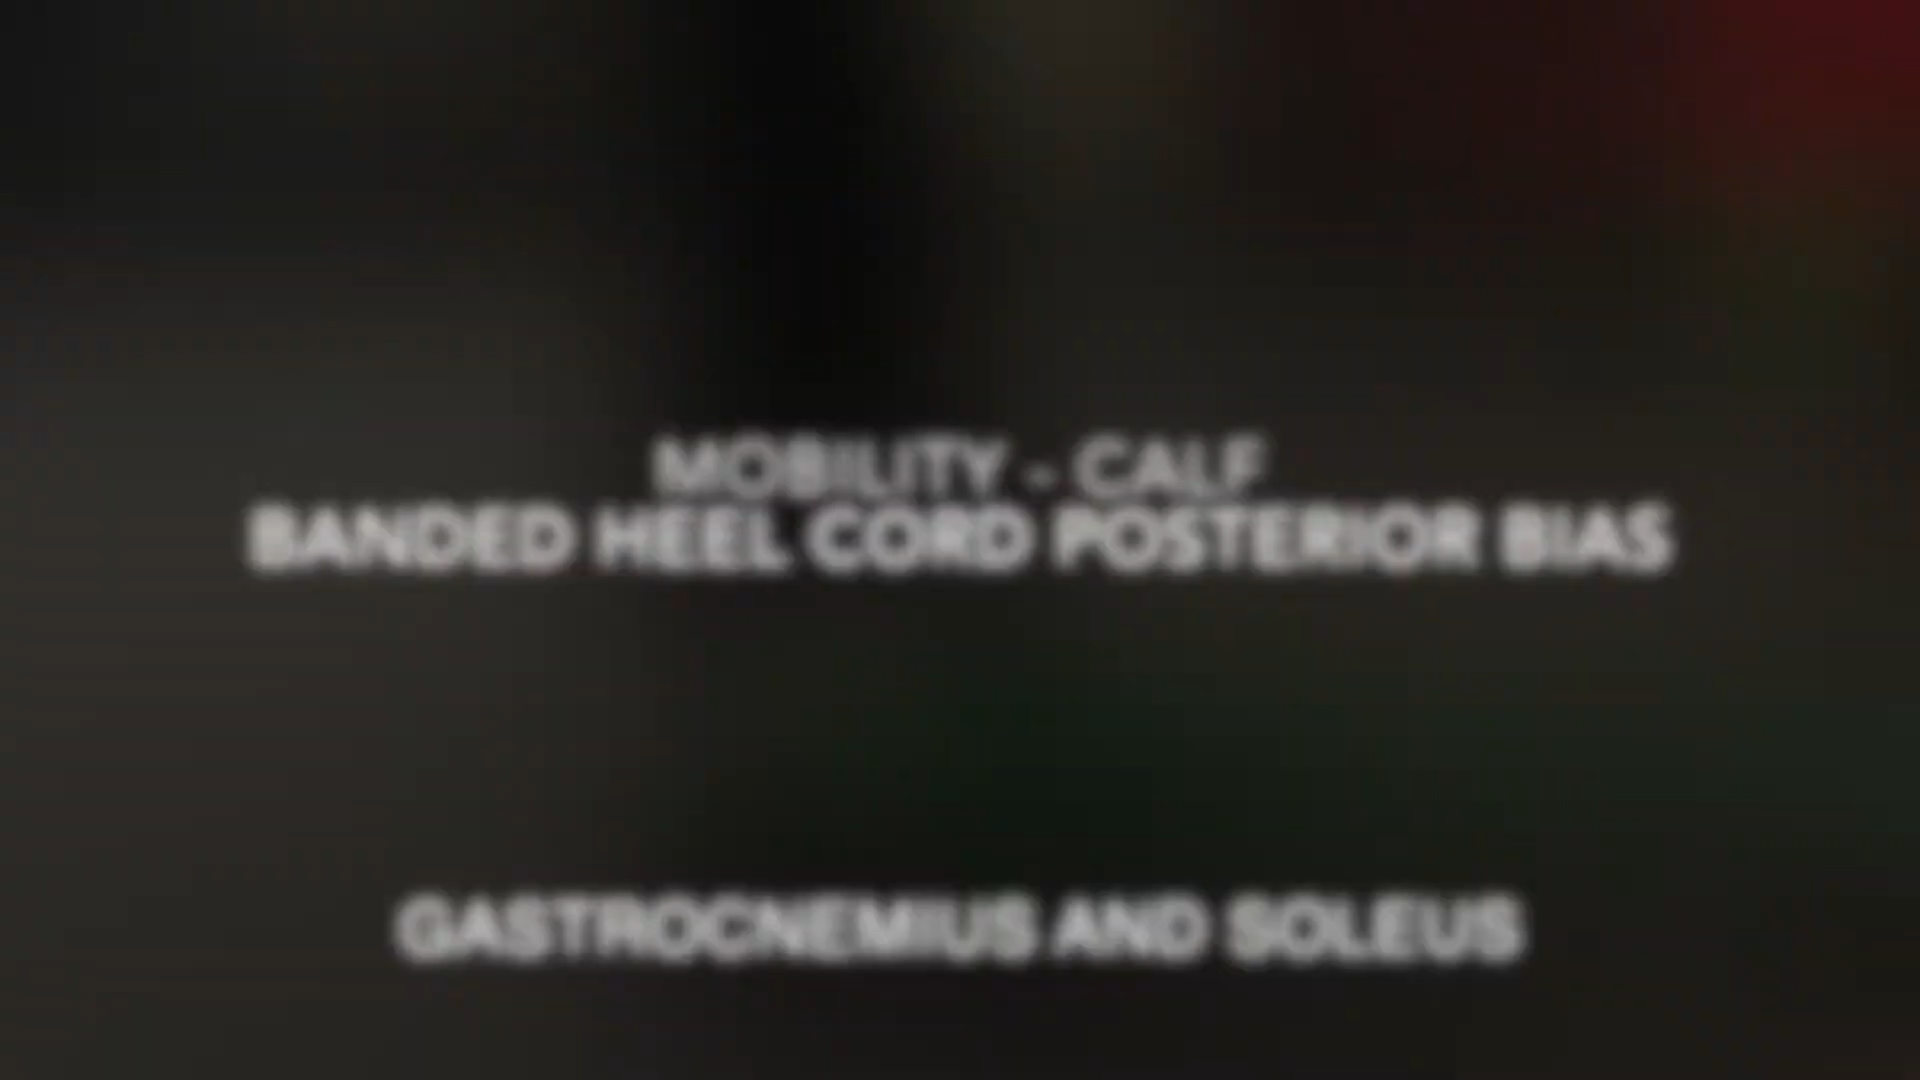 MOBILITY - CALF
BANDED HEEL CORD POSTERIOR BIAS
GASTROCNEMIUS AND SOLEUS